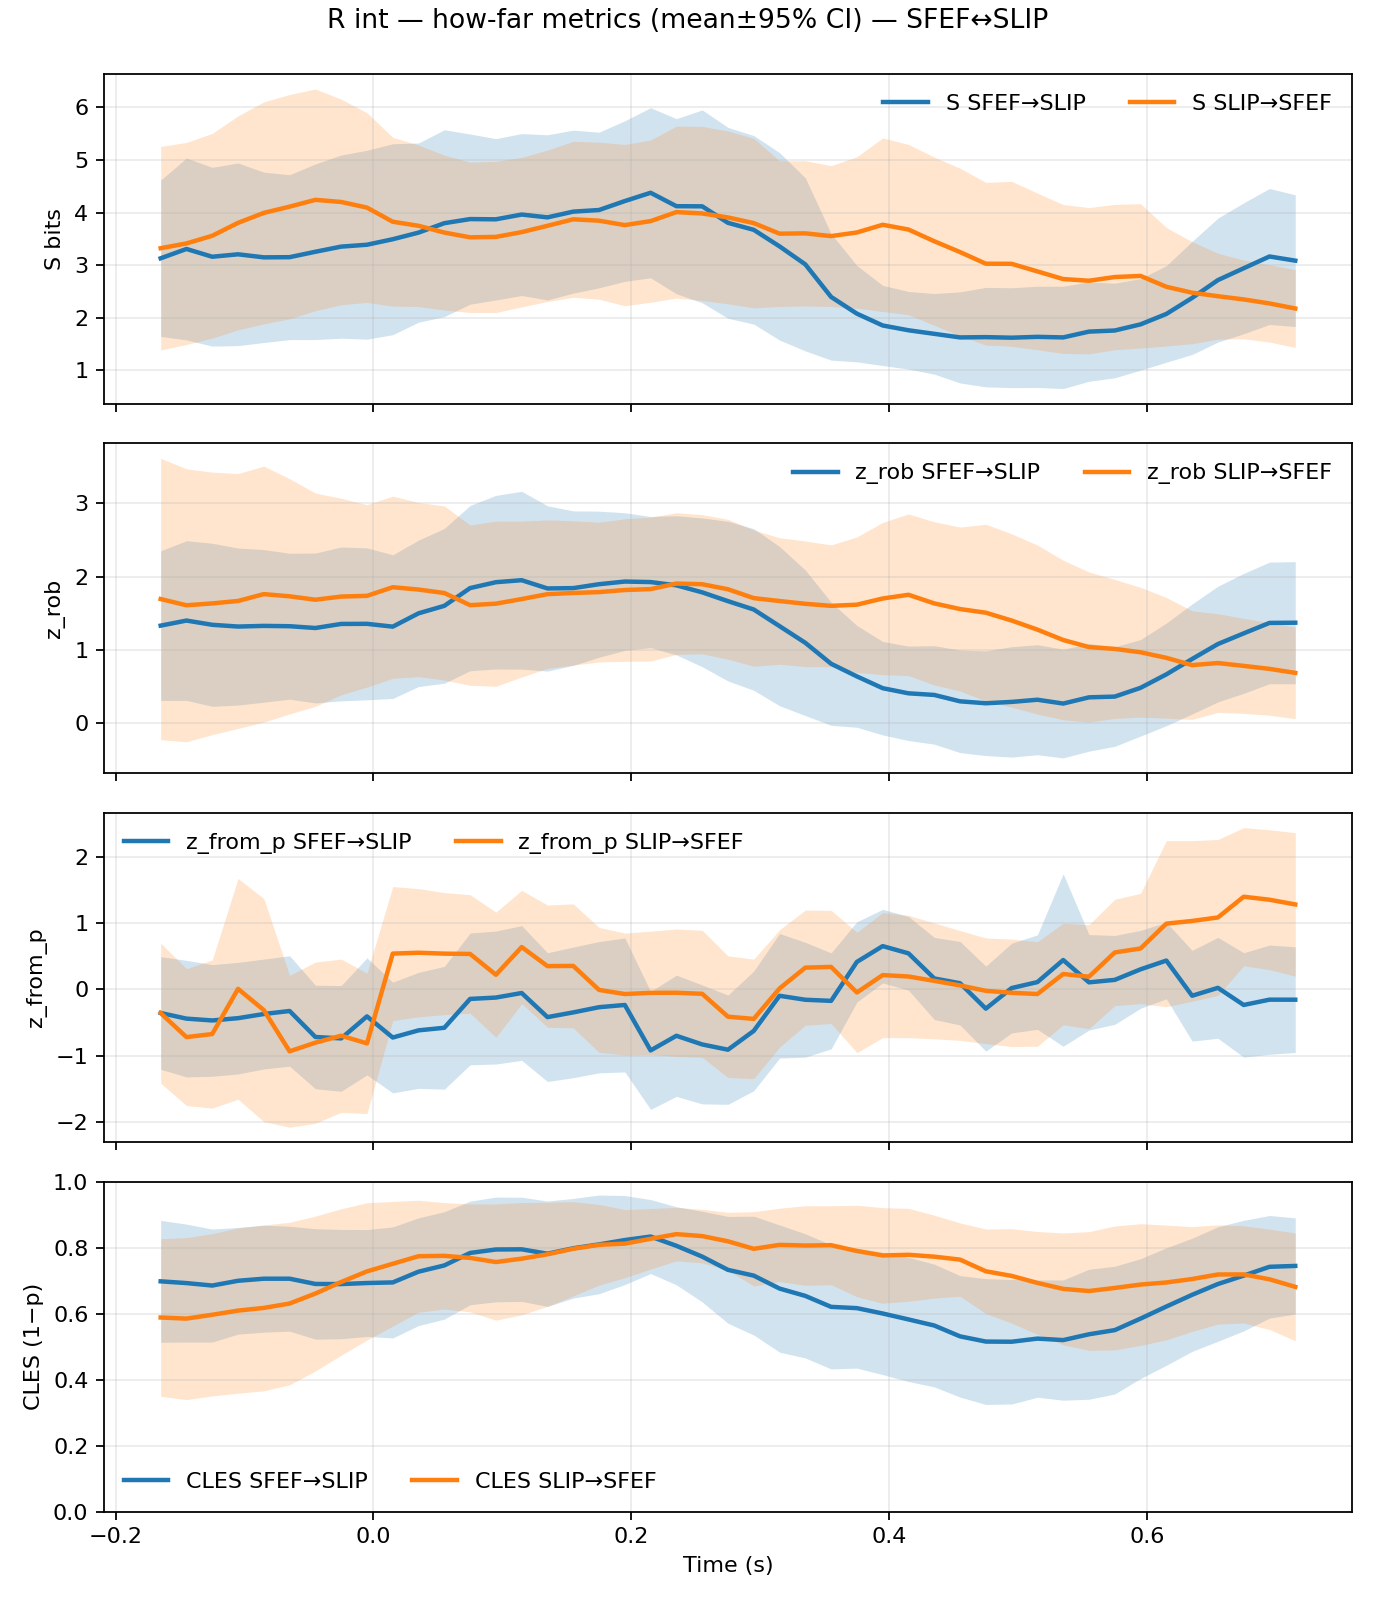 R int — how-far metrics (mean±95% CI) — SFEF↔SLIP
S SFEF→SLIP S SLIP→SFEF
6
5
4
3
2
1
S bits
z_rob SFEF→SLIP z_rob SLIP→SFEF
3
2
1
0
z_rob
z_from_p SFEF→SLIP z_from_p SLIP→SFEF
2
1
0
−1
−2
z_from_p
1.0
0.8
0.6
0.4
0.2
0.0
CLES (1−p)
CLES SFEF→SLIP CLES SLIP→SFEF
−0.2 0.0 0.2 0.4 0.6
Time (s)